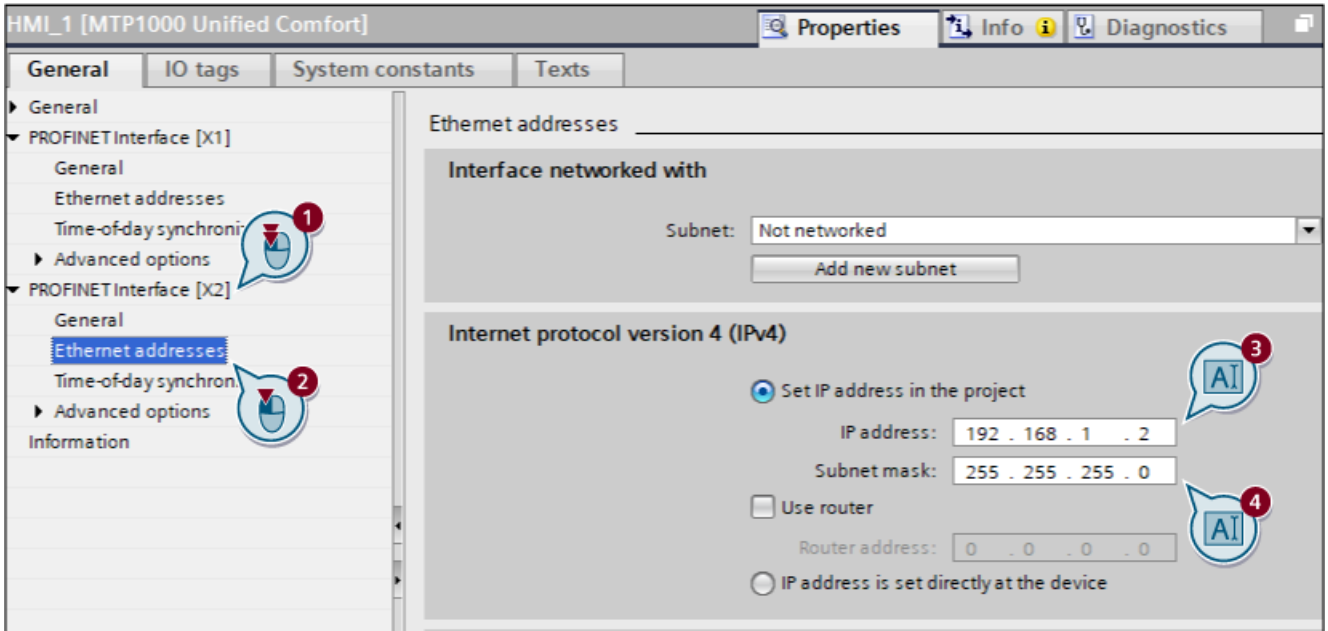 HMI_1 [MTP1000 Unified Comfort]
Properties
Info
Diagnostics
General
IO tags
System constants
Texts
General
PROFINET Interface [X1]
General
Ethernet addresses
Time-of-day synchroni
1
Advanced options
PROFINET Interface [X2]
General
Ethernet addresses
Time-of-day synchron
2
Advanced options
Information
Ethernet addresses
Interface networked with
Subnet: Not networked
Add new subnet
Internet protocol version 4 (IPv4)
3
AI
Set IP address in the project
IP address: 192 . 168 . 1 . 2
Subnet mask: 255 . 255 . 255 . 0
4
AI
Use router
Router address: 0 . 0 . 0 . 0
IP address is set directly at the device